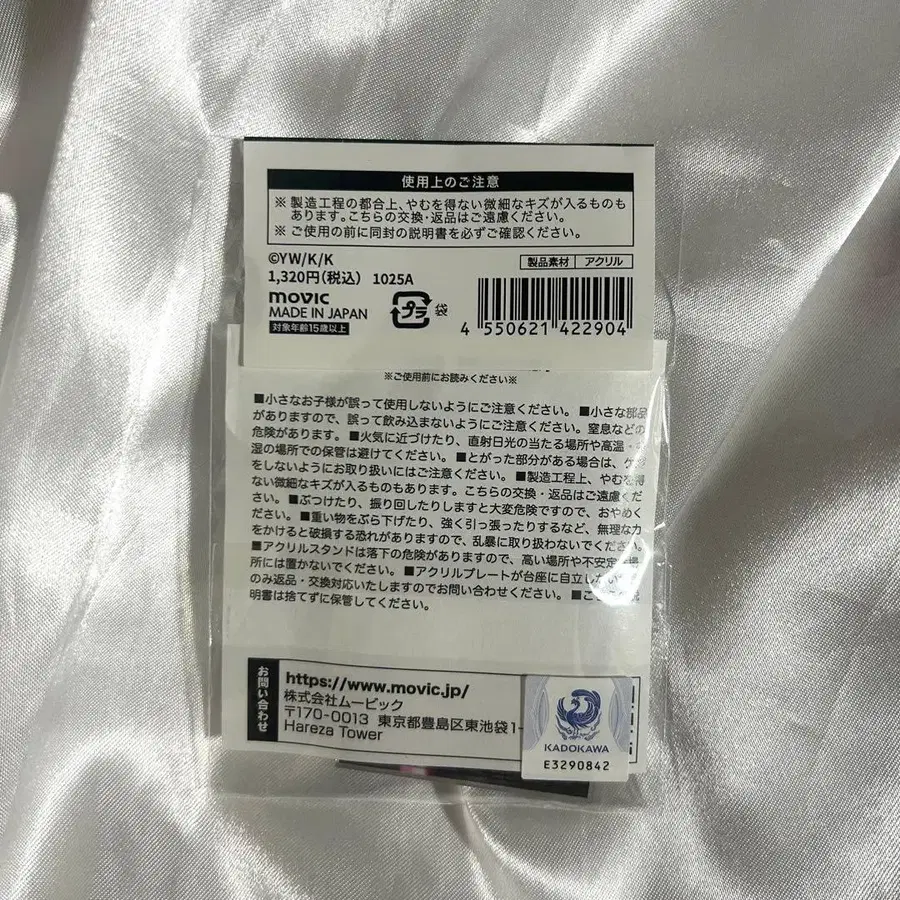 使用上のご注意
※ 製造工程の都合上、やむを得ない微細なキズが入るものも
あります。こちらの交換・返品はご遠慮ください。
※ ご使用の前に同封の説明書を必ずご確認ください。
©YW/K/K
製品素材 アクリル
1,320円(税込) 1025A
movic
MADE IN JAPAN
対象年齢15歳以上
プラ 袋
4 550621 422904
※ご使用前にお読みください※
■小さなお子様が誤って使用しないようにご注意ください。■小さな部品
がありますので、誤って飲み込まないようにご注意ください。窒息などの
危険があります。■火気に近づけたり、直射日光の当たる場所や高温・
湿の場所での保管は避けてください。■とがった部分がある場合は、ケガ
をしないようにお取り扱いにはご注意ください。■製造工程上、やむを得
ない微細なキズが入るものもあります。こちらの交換・返品はご遠慮くだ
さい。■ぶつけたり、振り回したりしますと大変危険ですので、おやめく
ださい。■重い物をぶら下げたり、強く引っ張ったりするなど、無理な力
をかけると破損する恐れがありますので、乱暴に取り扱わないでください。
■アクリルスタンドは落下の危険がありますので、高い場所や不安定
場所には置かないでください。■アクリルプレートが台座に自立しない
のみ返品・交換対応いたしますのでお問い合わせください。■
明書は捨てずに保管してください。
お問い合わせ
https://www.movic.jp/
株式会社ムービック
〒170-0013 東京都豊島区東池袋1-
Hareza Tower
KADOKAWA
E3290842